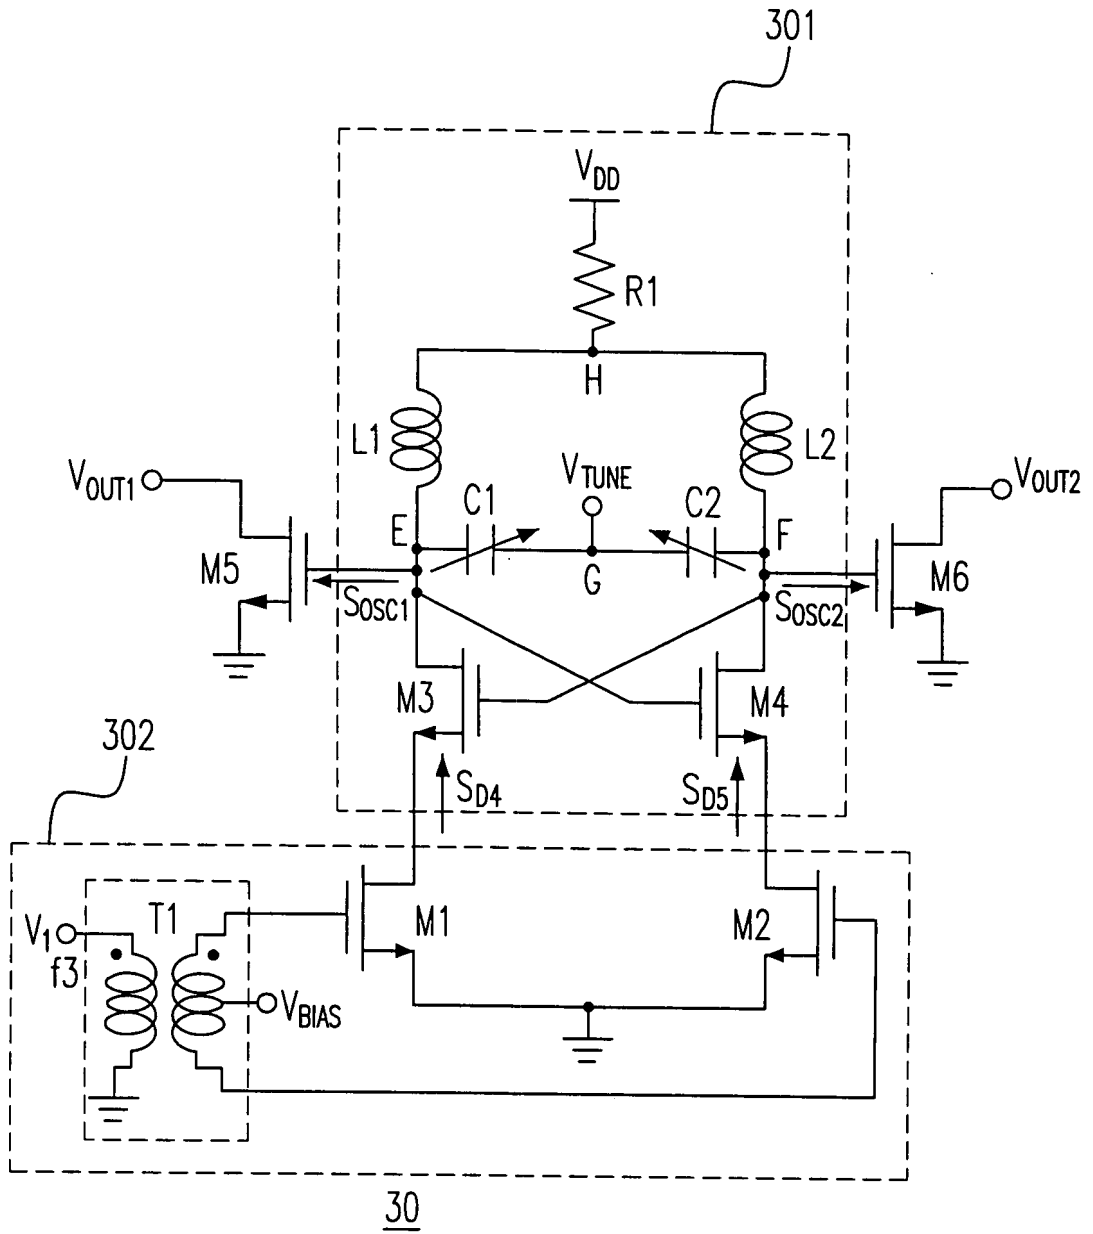 301
VDD
R1
H
L1
L2
VOUT1
VTUNE
VOUT2
C1
C2
E
F
G
M5
M6
SOSC1
SOSC2
M3
M4
302
SD4
SD5
V1
T1
M1
M2
f3
VBIAS
30